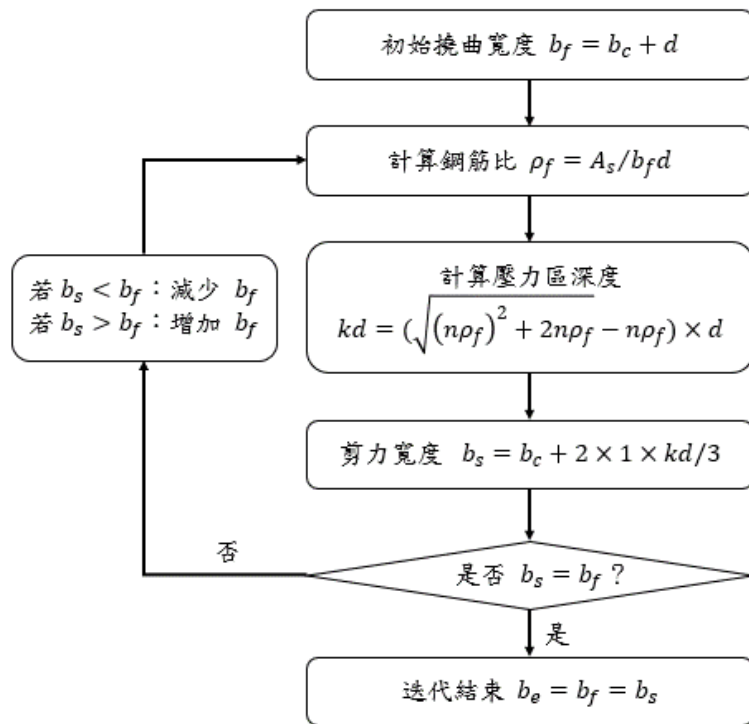 初始撓曲寬度 b_f = b_c + d
計算鋼筋比 ρ_f = A_s/b_f d
計算壓力區深度
kd = (√((nρ_f)² + 2nρ_f) − nρ_f) × d
若 b_s < b_f：減少 b_f
若 b_s > b_f：增加 b_f
剪力寬度 b_s = b_c + 2 × 1 × kd/3
否
是否 b_s = b_f？
是
迭代結束 b_e = b_f = b_s